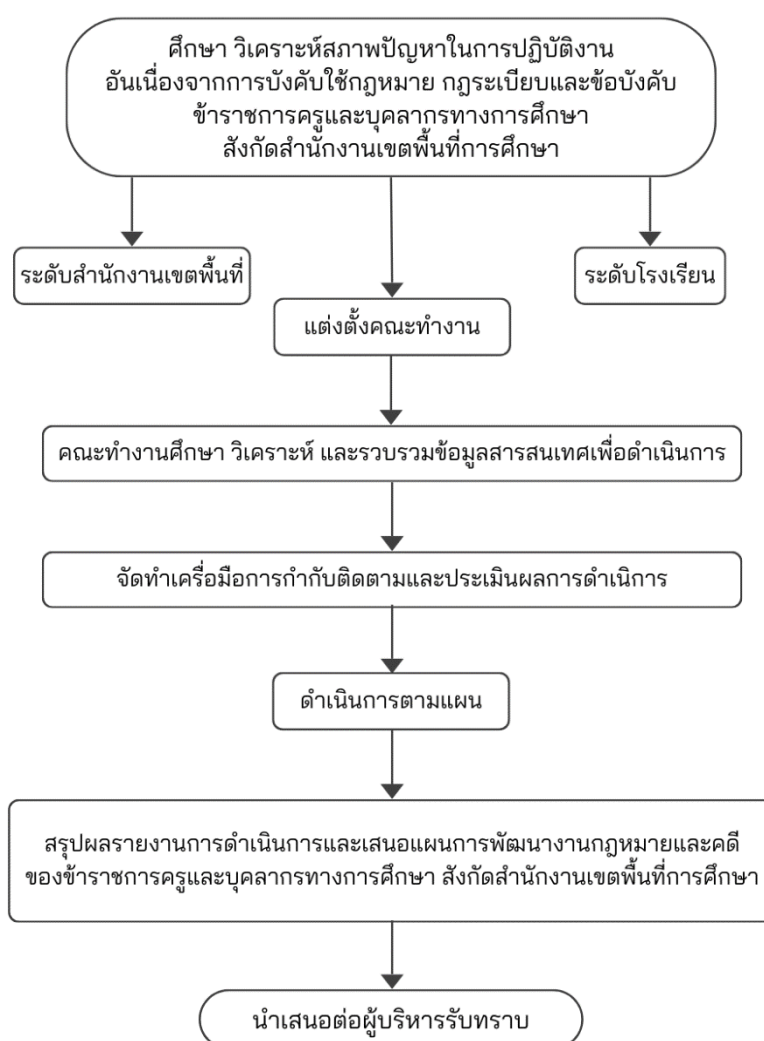 ศึกษา วิเคราะห์สภาพปัญหาในการปฏิบัติงาน
อันเนื่องจากการบังคับใช้กฎหมาย กฎระเบียบและข้อบังคับ
ข้าราชการครูและบุคลากรทางการศึกษา
สังกัดสำนักงานเขตพื้นที่การศึกษา
ระดับสำนักงานเขตพื้นที่
ระดับโรงเรียน
แต่งตั้งคณะทำงาน
คณะทำงานศึกษา วิเคราะห์ และรวบรวมข้อมูลสารสนเทศเพื่อดำเนินการ
จัดทำเครื่อมือการกำกับติดตามและประเมินผลการดำเนิการ
ดำเนินการตามแผน
สรุปผลรายงานการดำเนินการและเสนอแผนการพัฒนางานกฎหมายและคดี
ของข้าราชการครูและบุคลากรทางการศึกษา สังกัดสำนักงานเขตพื้นที่การศึกษา
นำเสนอต่อผู้บริหารรับทราบ